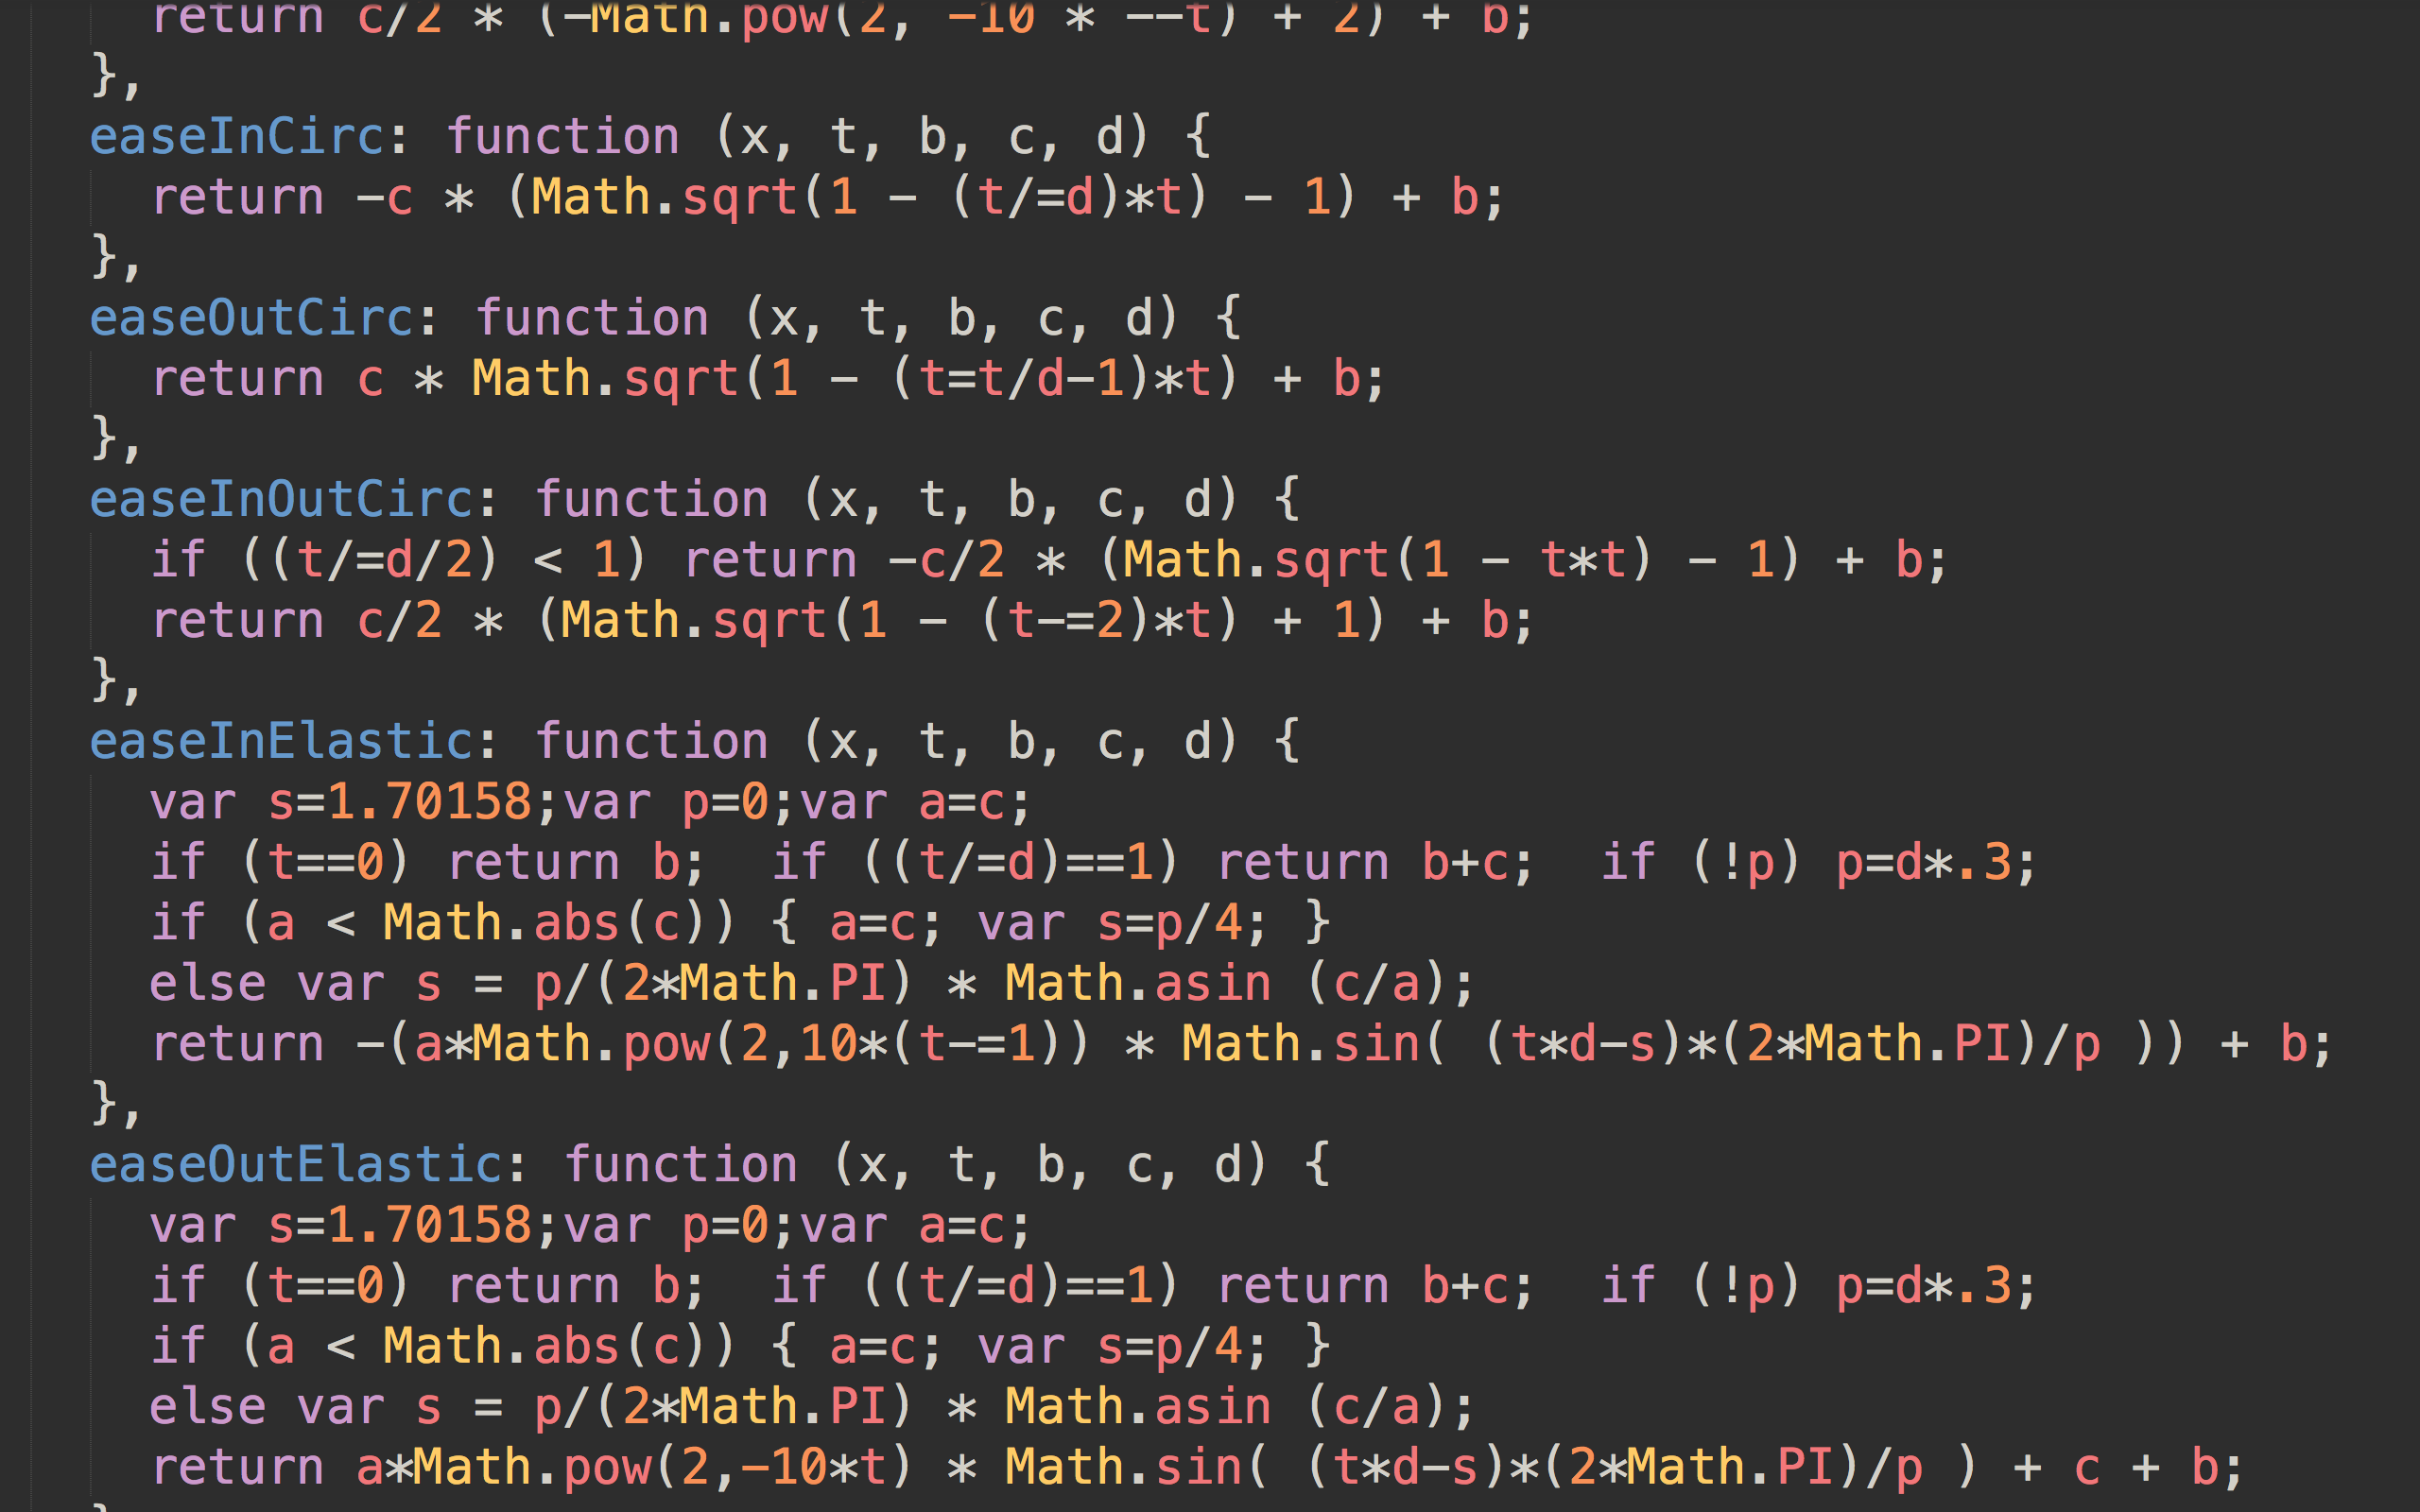 return c/2 * (-Math.pow(2, -10 * --t) + 2) + b;
},
easeInCirc: function (x, t, b, c, d) {
return -c * (Math.sqrt(1 - (t/=d)*t) - 1) + b;
},
easeOutCirc: function (x, t, b, c, d) {
return c * Math.sqrt(1 - (t=t/d-1)*t) + b;
},
easeInOutCirc: function (x, t, b, c, d) {
if ((t/=d/2) < 1) return -c/2 * (Math.sqrt(1 - t*t) - 1) + b;
return c/2 * (Math.sqrt(1 - (t-=2)*t) + 1) + b;
},
easeInElastic: function (x, t, b, c, d) {
var s=1.70158;var p=0;var a=c;
if (t==0) return b;  if ((t/=d)==1) return b+c;  if (!p) p=d*.3;
if (a < Math.abs(c)) { a=c; var s=p/4; }
else var s = p/(2*Math.PI) * Math.asin (c/a);
return -(a*Math.pow(2,10*(t-=1)) * Math.sin( (t*d-s)*(2*Math.PI)/p )) + b;
},
easeOutElastic: function (x, t, b, c, d) {
var s=1.70158;var p=0;var a=c;
if (t==0) return b;  if ((t/=d)==1) return b+c;  if (!p) p=d*.3;
if (a < Math.abs(c)) { a=c; var s=p/4; }
else var s = p/(2*Math.PI) * Math.asin (c/a);
return a*Math.pow(2,-10*t) * Math.sin( (t*d-s)*(2*Math.PI)/p ) + c + b;